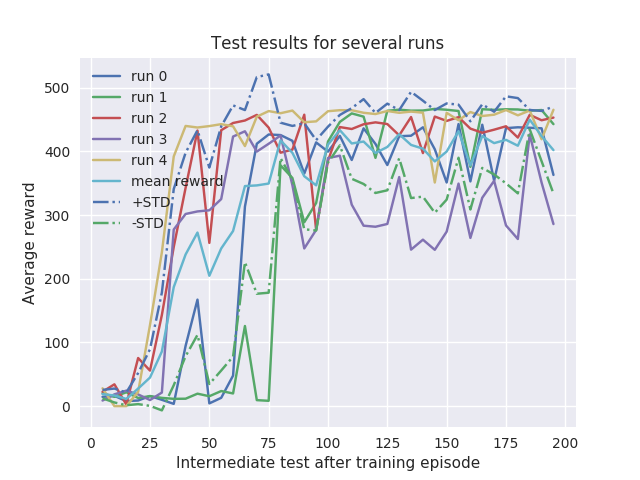 Test results for several runs
Average reward
500
400
300
200
100
0
run 0
run 1
run 2
run 3
run 4
mean reward
+STD
-STD
0 25 50 75 100 125 150 175 200
Intermediate test after training episode